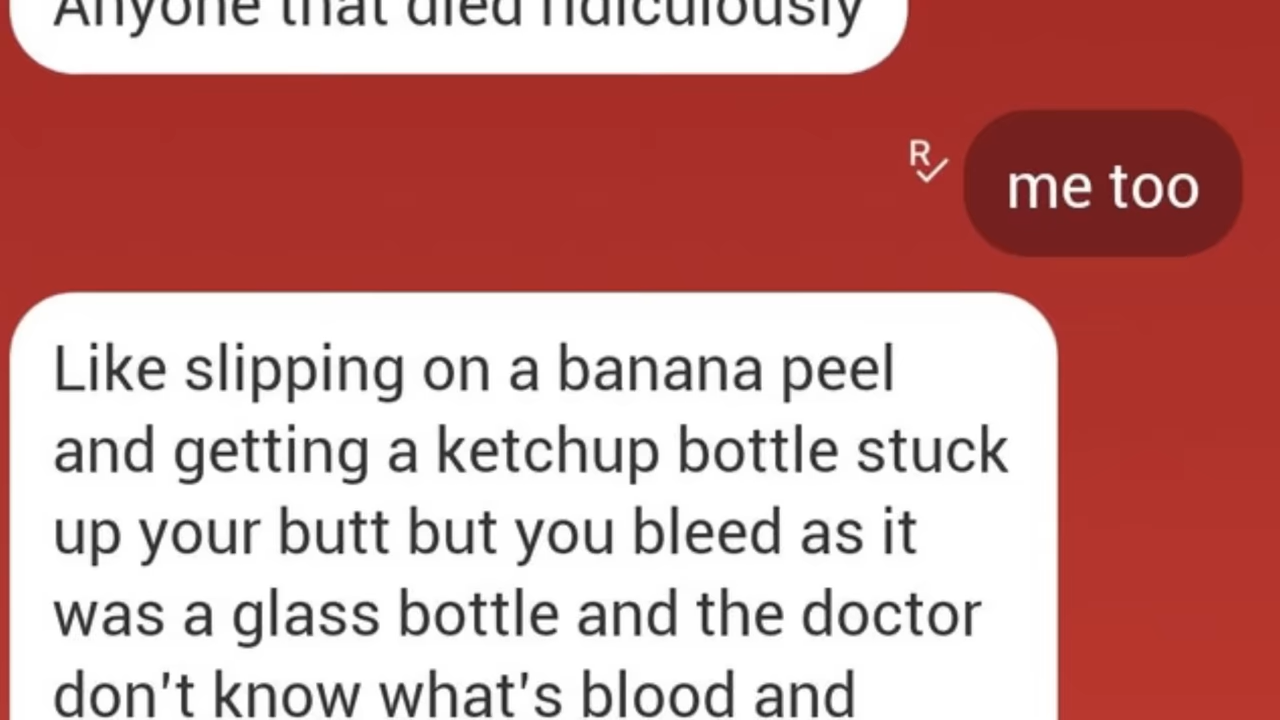 Anyone that died ridiculously
R
me too
Like slipping on a banana peel
and getting a ketchup bottle stuck
up your butt but you bleed as it
was a glass bottle and the doctor
don't know what's blood and